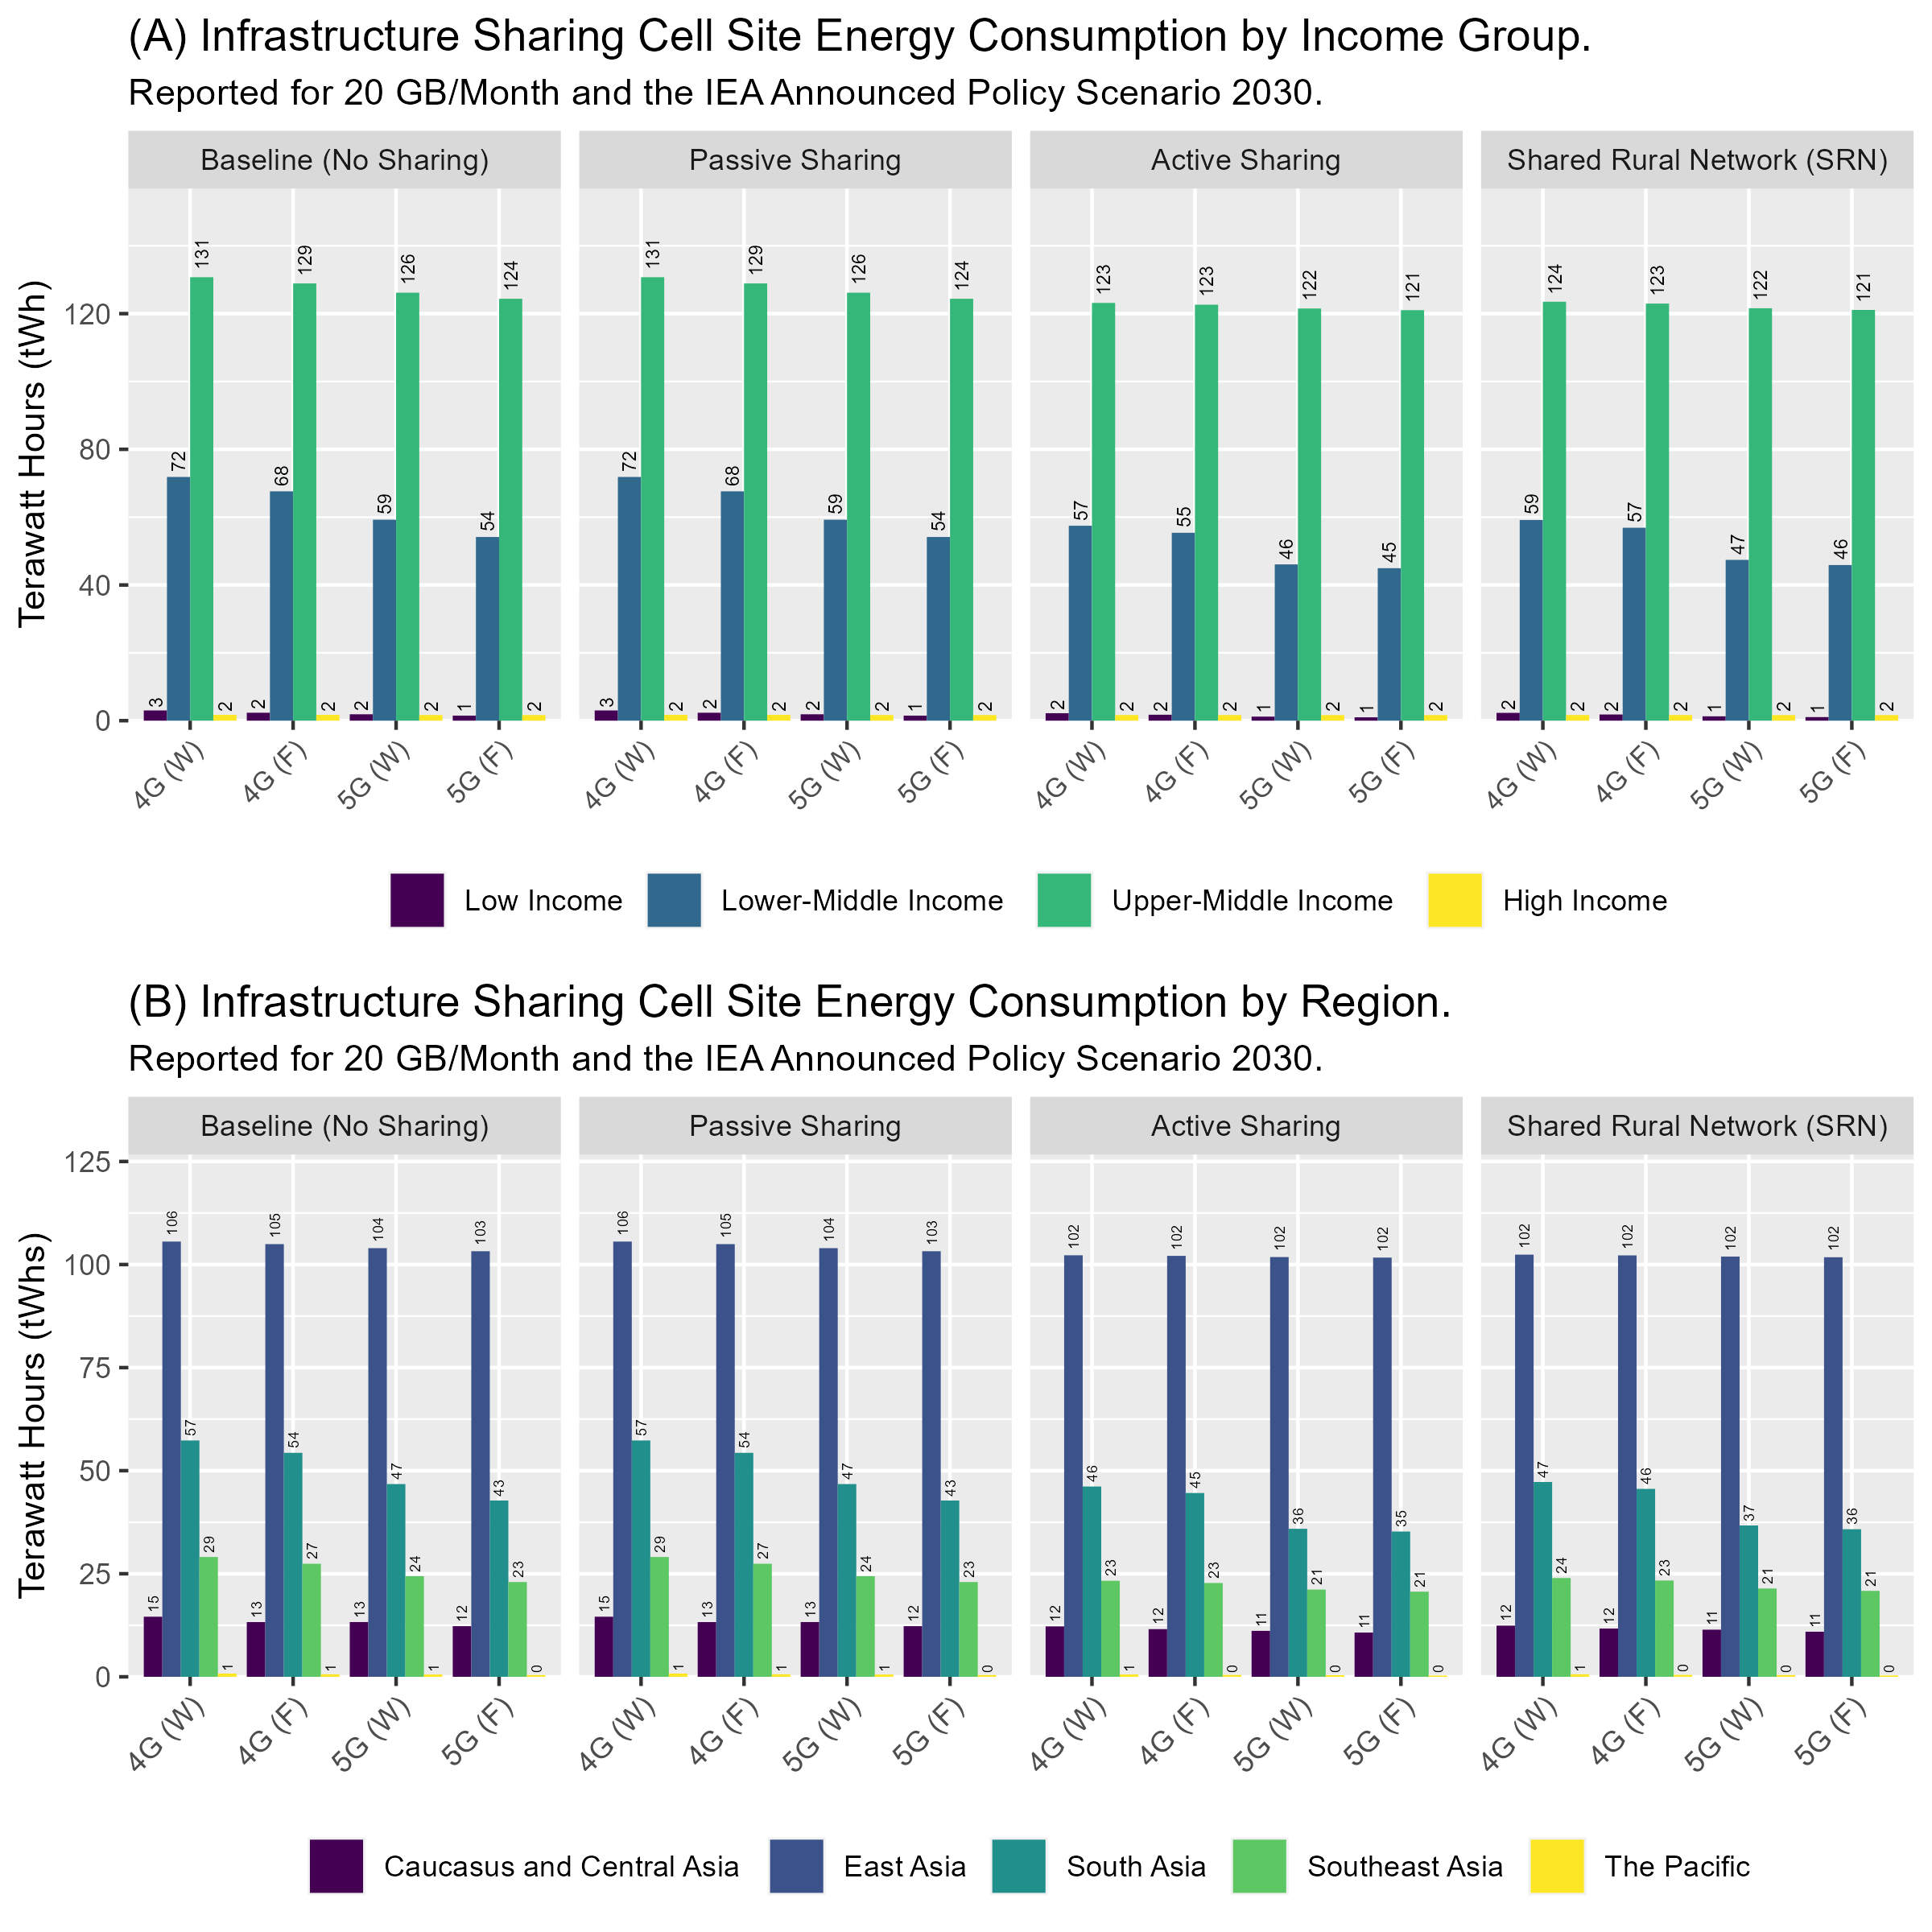 (A) Infrastructure Sharing Cell Site Energy Consumption by Income Group.
Reported for 20 GB/Month and the IEA Announced Policy Scenario 2030.
Baseline (No Sharing) Passive Sharing Active Sharing Shared Rural Network (SRN)
Terawatt Hours (tWh)
120
80
40
0
3 72 131 2 2 68 129 2 2 59 126 2 1 54 124 2
3 72 131 2 2 68 129 2 2 59 126 2 1 54 124 2
2 57 123 2 2 55 123 2 1 46 122 2 1 45 121 2
2 59 124 2 2 57 123 2 1 47 122 2 1 46 121 2
4G (W) 4G (F) 5G (W) 5G (F) 4G (W) 4G (F) 5G (W) 5G (F) 4G (W) 4G (F) 5G (W) 5G (F) 4G (W) 4G (F) 5G (W) 5G (F)
Low Income Lower-Middle Income Upper-Middle Income High Income
(B) Infrastructure Sharing Cell Site Energy Consumption by Region.
Reported for 20 GB/Month and the IEA Announced Policy Scenario 2030.
Baseline (No Sharing) Passive Sharing Active Sharing Shared Rural Network (SRN)
Terawatt Hours (tWhs)
125
100
75
50
25
0
15 106 57 29 1 13 105 54 27 1 13 104 47 24 1 12 103 43 23 0
15 106 57 29 1 13 105 54 27 1 13 104 47 24 1 12 103 43 23 0
12 102 46 23 1 12 102 45 23 0 11 102 36 21 0 11 102 35 21 0
12 102 47 24 1 12 102 46 23 0 11 102 37 21 0 11 102 36 21 0
4G (W) 4G (F) 5G (W) 5G (F) 4G (W) 4G (F) 5G (W) 5G (F) 4G (W) 4G (F) 5G (W) 5G (F) 4G (W) 4G (F) 5G (W) 5G (F)
Caucasus and Central Asia East Asia South Asia Southeast Asia The Pacific